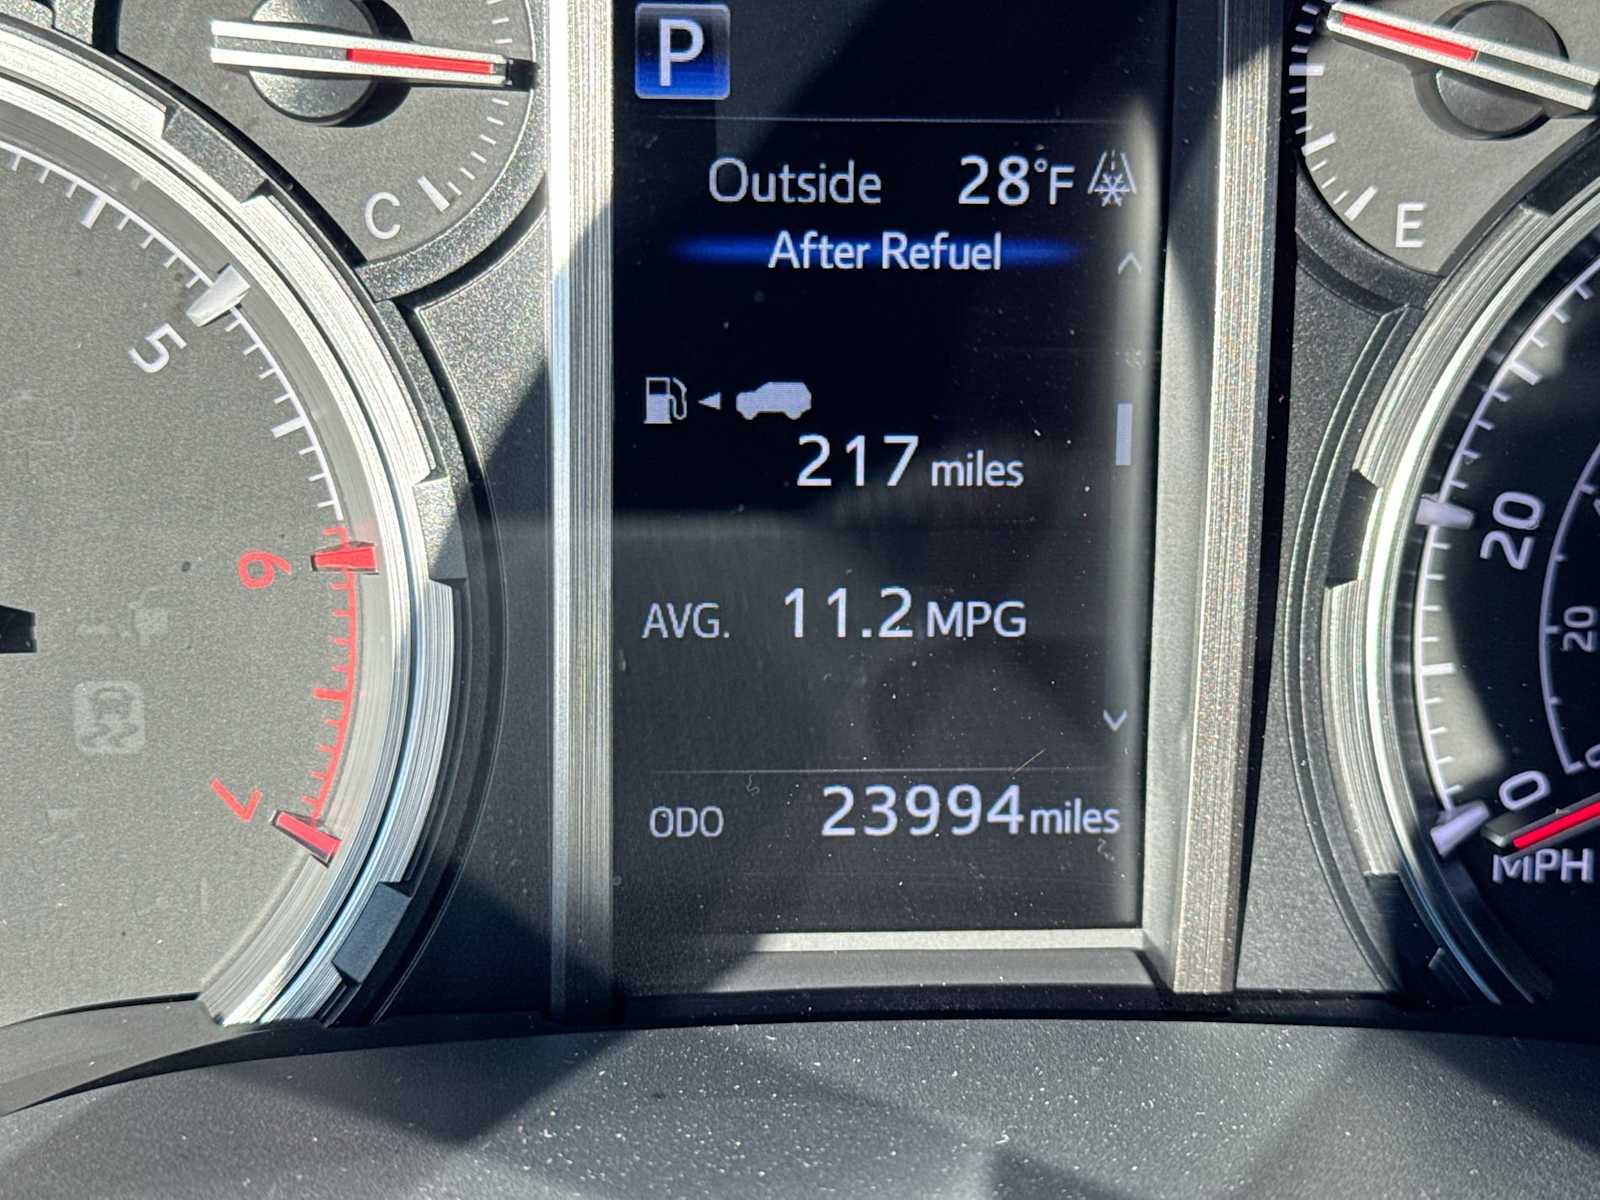 P
Outside 28°F
After Refuel
217 miles
AVG. 11.2 MPG
ODO 23994 miles
C
5
6
7
E
20
20
0
0
MPH